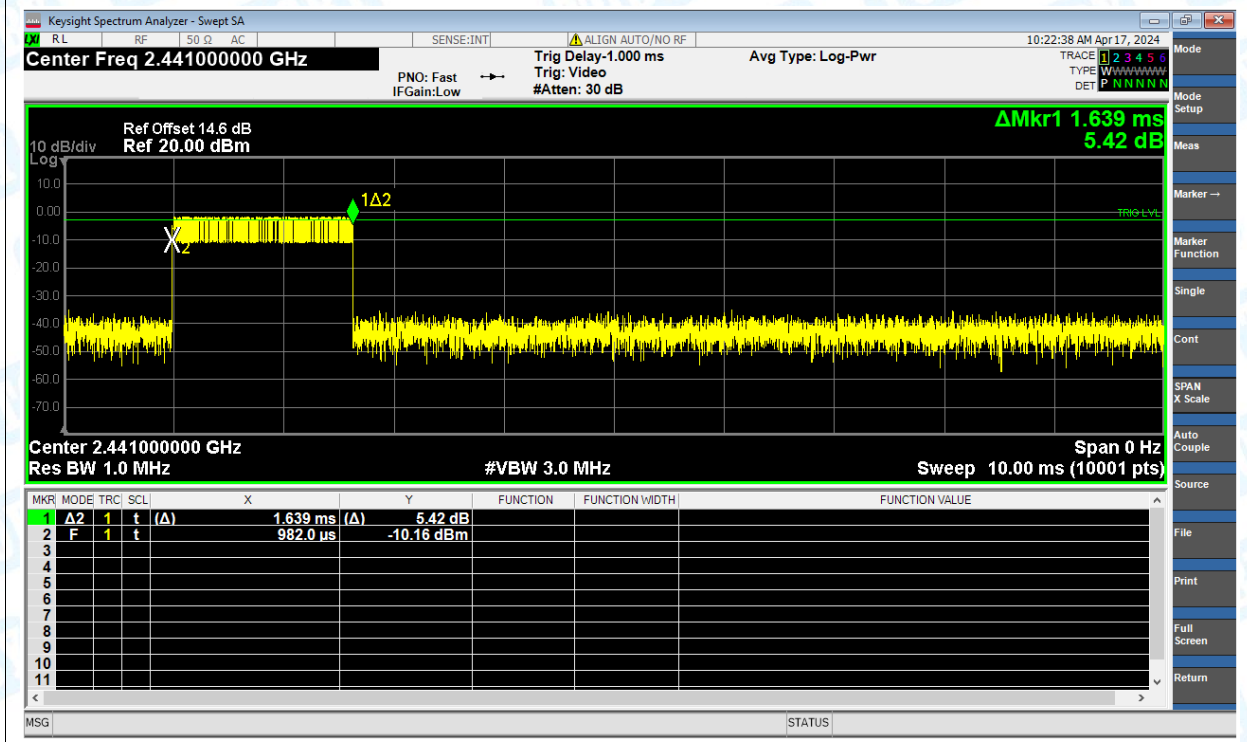 Keysight Spectrum Analyzer - Swept SA
LXI RL RF 50 Ω AC SENSE:INT ALIGN AUTO/NO RF 10:22:38 AM Apr 17, 2024
Center Freq 2.441000000 GHz
PNO: Fast
IFGain:Low
Trig Delay-1.000 ms
Trig: Video
#Atten: 30 dB
Avg Type: Log-Pwr
TRACE 1 2 3 4 5 6
TYPE WWWWWW
DET P N N N N N
ΔMkr1 1.639 ms
5.42 dB
Ref Offset 14.6 dB
10 dB/div Ref 20.00 dBm
Log
10.0
0.00
-10.0
-20.0
-30.0
-40.0
-50.0
-60.0
-70.0
1Δ2
2
TRIG LVL
Center 2.441000000 GHz Span 0 Hz
Res BW 1.0 MHz #VBW 3.0 MHz Sweep 10.00 ms (10001 pts)
MKR MODE TRC SCL X Y FUNCTION FUNCTION WIDTH FUNCTION VALUE
1 Δ2 1 t (Δ) 1.639 ms (Δ) 5.42 dB
2 F 1 t 982.0 µs -10.16 dBm
3
4
5
6
7
8
9
10
11
MSG STATUS
Mode
Mode
Setup
Meas
Marker →
Marker
Function
Single
Cont
SPAN
X Scale
Auto
Couple
Source
File
Print
Full
Screen
Return